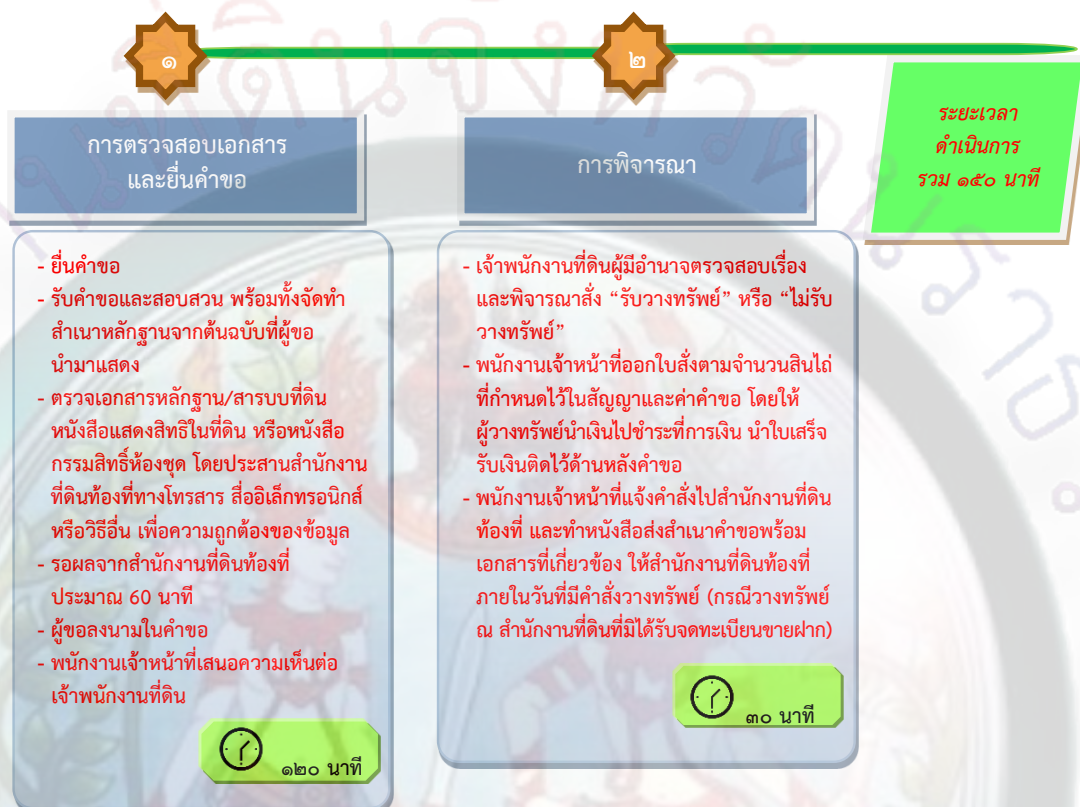 ๑
๒
การตรวจสอบเอกสาร
และยื่นคำขอ
การพิจารณา
ระยะเวลา
ดำเนินการ
รวม ๑๕๐ นาที
- ยื่นคำขอ
- รับคำขอและสอบสวน พร้อมทั้งจัดทำ
สำเนาหลักฐานจากต้นฉบับที่ผู้ขอ
นำมาแสดง
- ตรวจเอกสารหลักฐาน/สารบบที่ดิน
หนังสือแสดงสิทธิในที่ดิน หรือหนังสือ
กรรมสิทธิ์ห้องชุด โดยประสานสำนักงาน
ที่ดินท้องที่ทางโทรสาร สื่ออิเล็กทรอนิกส์
หรือวิธีอื่น เพื่อความถูกต้องของข้อมูล
- รอผลจากสำนักงานที่ดินท้องที่
ประมาณ 60 นาที
- ผู้ขอลงนามในคำขอ
- พนักงานเจ้าหน้าที่เสนอความเห็นต่อ
เจ้าพนักงานที่ดิน
๑๒๐ นาที
- เจ้าพนักงานที่ดินผู้มีอำนาจตรวจสอบเรื่อง
และพิจารณาสั่ง “รับวางทรัพย์” หรือ “ไม่รับ
วางทรัพย์”
- พนักงานเจ้าหน้าที่ออกใบสั่งตามจำนวนสินไถ่
ที่กำหนดไว้ในสัญญาและค่าคำขอ โดยให้
ผู้วางทรัพย์นำเงินไปชำระที่การเงิน นำใบเสร็จ
รับเงินติดไว้ด้านหลังคำขอ
- พนักงานเจ้าหน้าที่แจ้งคำสั่งไปสำนักงานที่ดิน
ท้องที่ และทำหนังสือส่งสำเนาคำขอพร้อม
เอกสารที่เกี่ยวข้อง ให้สำนักงานที่ดินท้องที่
ภายในวันที่มีคำสั่งวางทรัพย์ (กรณีวางทรัพย์
ณ สำนักงานที่ดินที่มิได้รับจดทะเบียนขายฝาก)
๓๐ นาที